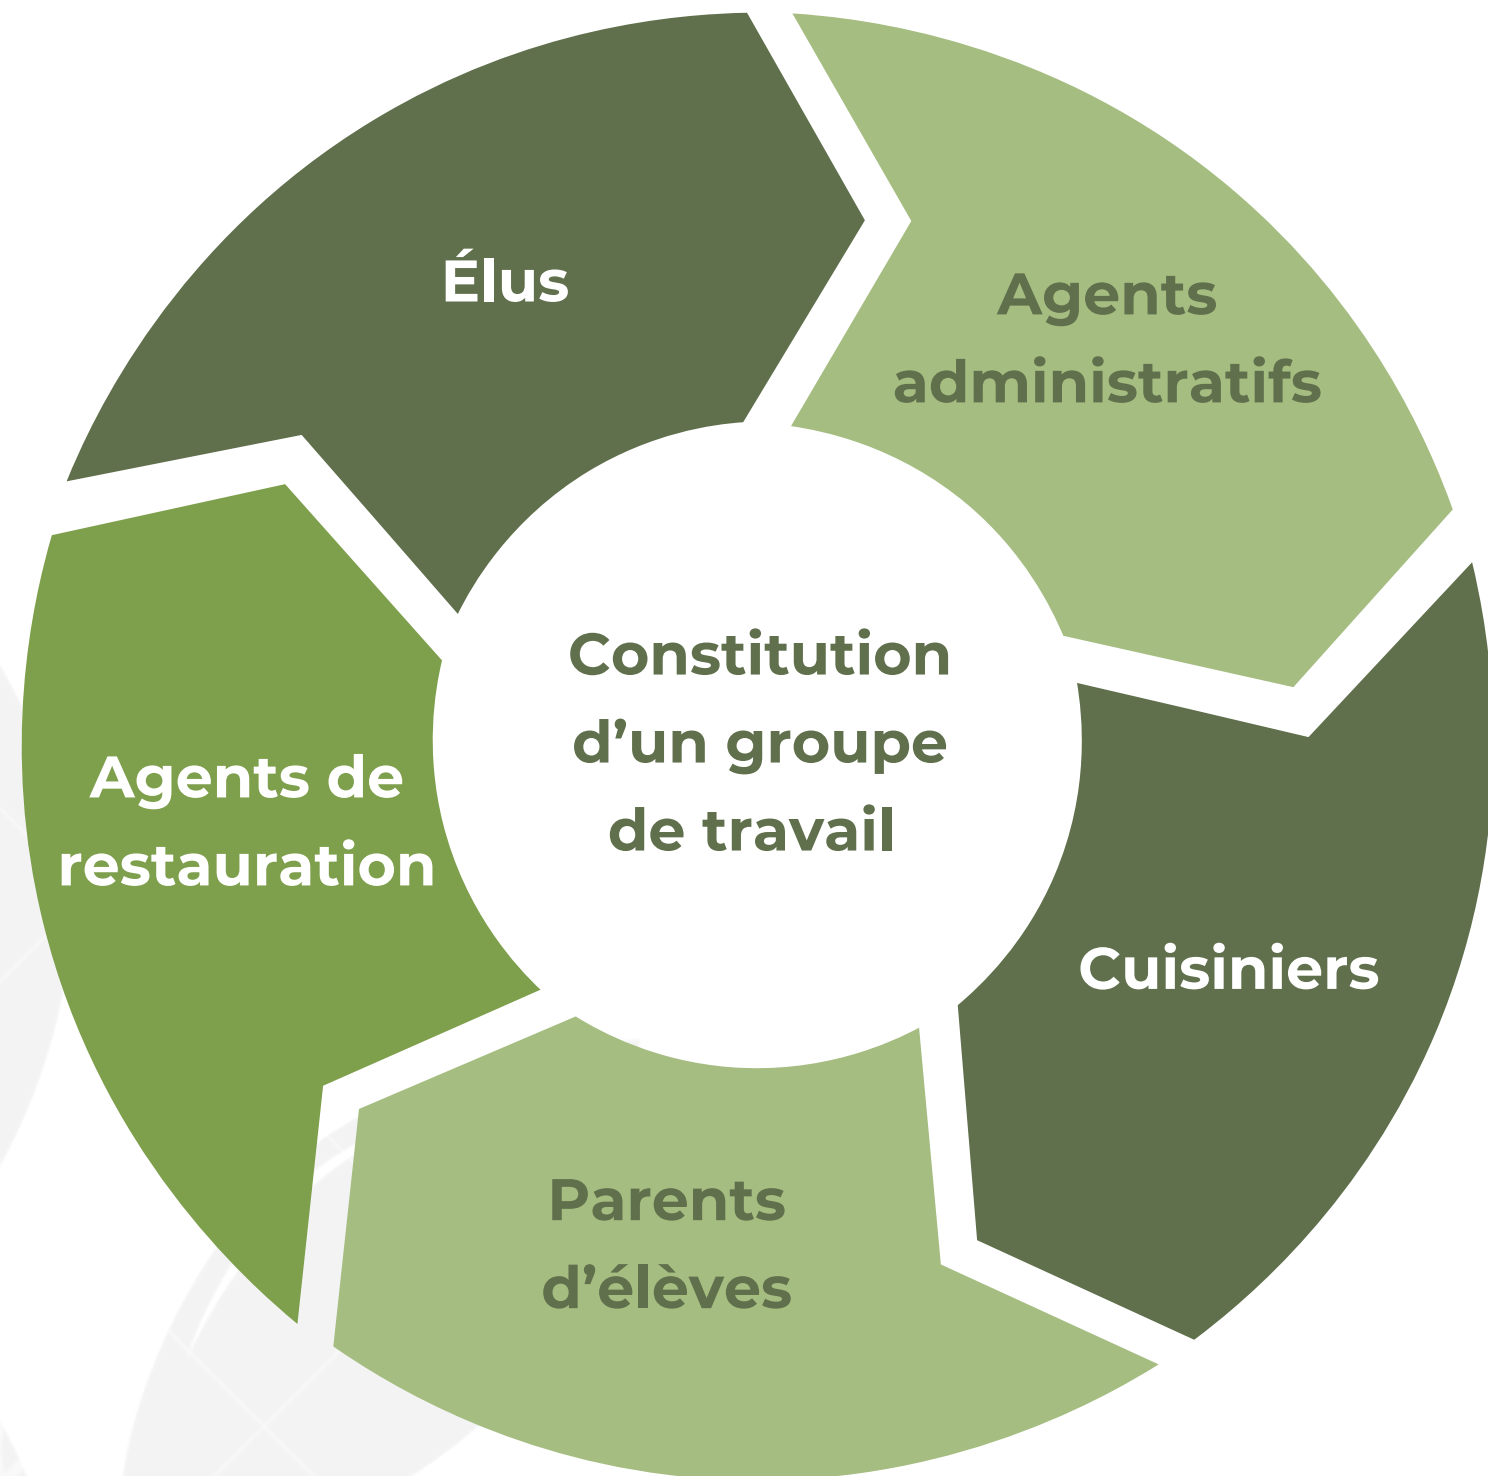 Élus
Agents
administratifs
Constitution
d’un groupe
de travail
Agents de
restauration
Cuisiniers
Parents
d’élèves